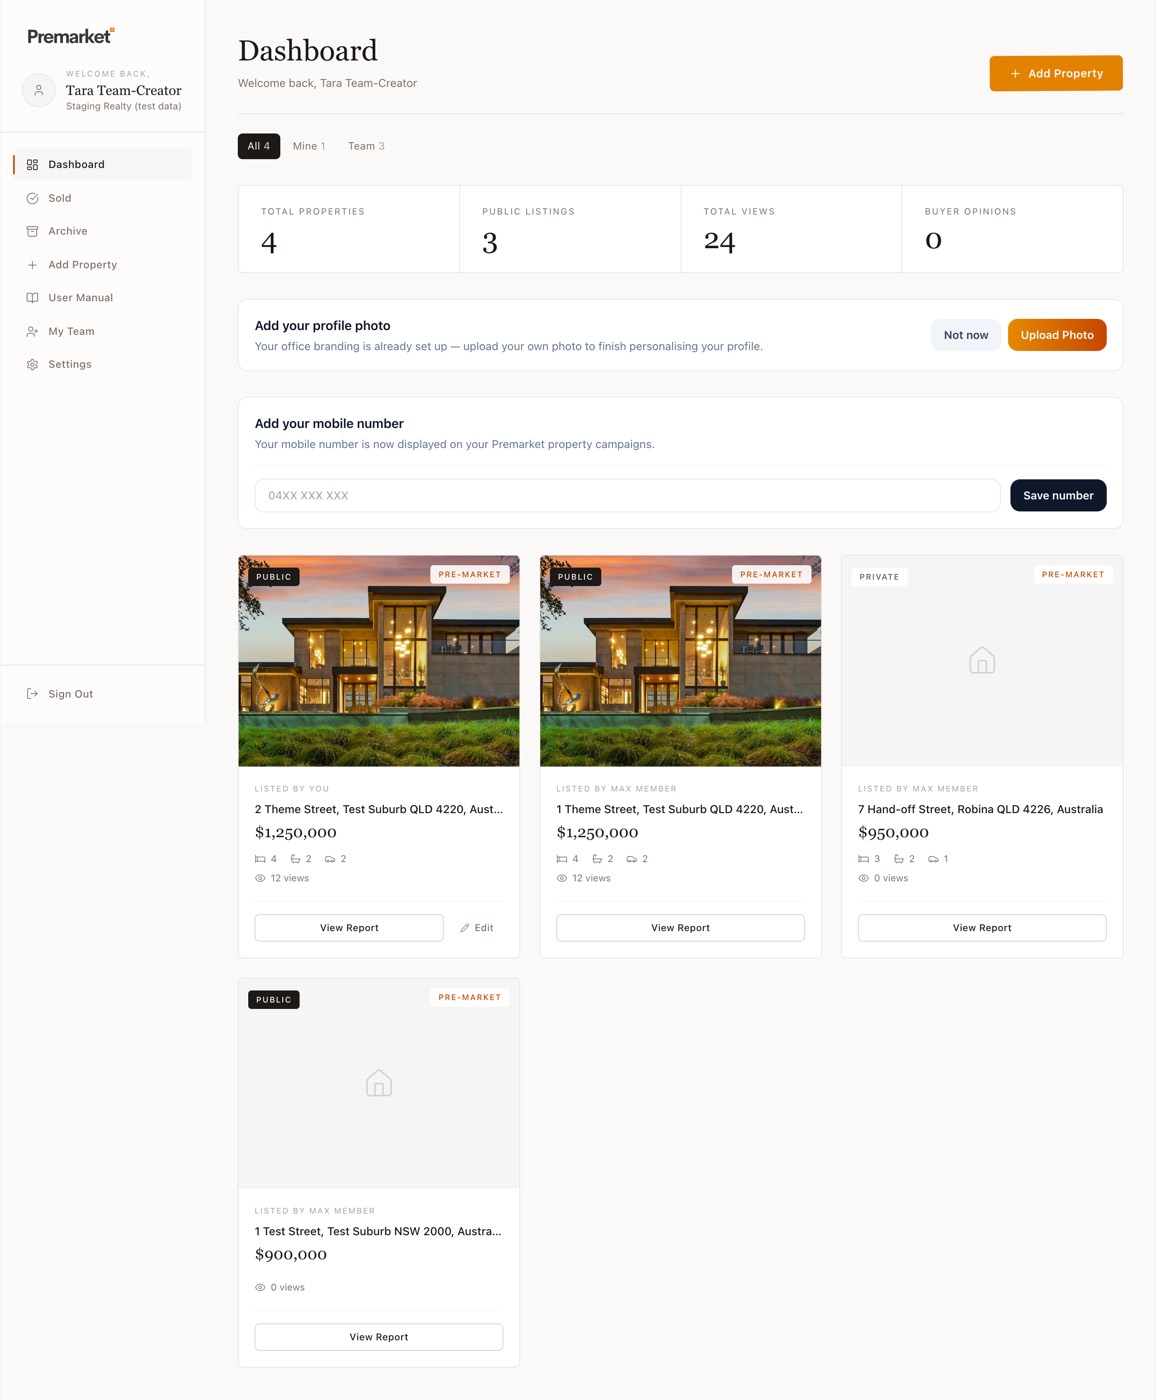 Premarket
WELCOME BACK,
Tara Team-Creator
Staging Realty (test data)
Dashboard
Sold
Archive
Add Property
User Manual
My Team
Settings
Sign Out
Dashboard
Welcome back, Tara Team-Creator
Add Property
All 4
Mine 1
Team 3
TOTAL PROPERTIES
4
PUBLIC LISTINGS
3
TOTAL VIEWS
24
BUYER OPINIONS
0
Add your profile photo
Your office branding is already set up — upload your own photo to finish personalising your profile.
Not now
Upload Photo
Add your mobile number
Your mobile number is now displayed on your Premarket property campaigns.
04XX XXX XXX
Save number
PUBLIC
PRE-MARKET
LISTED BY YOU
2 Theme Street, Test Suburb QLD 4220, Aust...
$1,250,000
4 2 2
12 views
View Report
Edit
PUBLIC
PRE-MARKET
LISTED BY MAX MEMBER
1 Theme Street, Test Suburb QLD 4220, Aust...
$1,250,000
4 2 2
12 views
View Report
PRIVATE
PRE-MARKET
LISTED BY MAX MEMBER
7 Hand-off Street, Robina QLD 4226, Australia
$950,000
3 2 1
0 views
View Report
PUBLIC
PRE-MARKET
LISTED BY MAX MEMBER
1 Test Street, Test Suburb NSW 2000, Austra...
$900,000
0 views
View Report